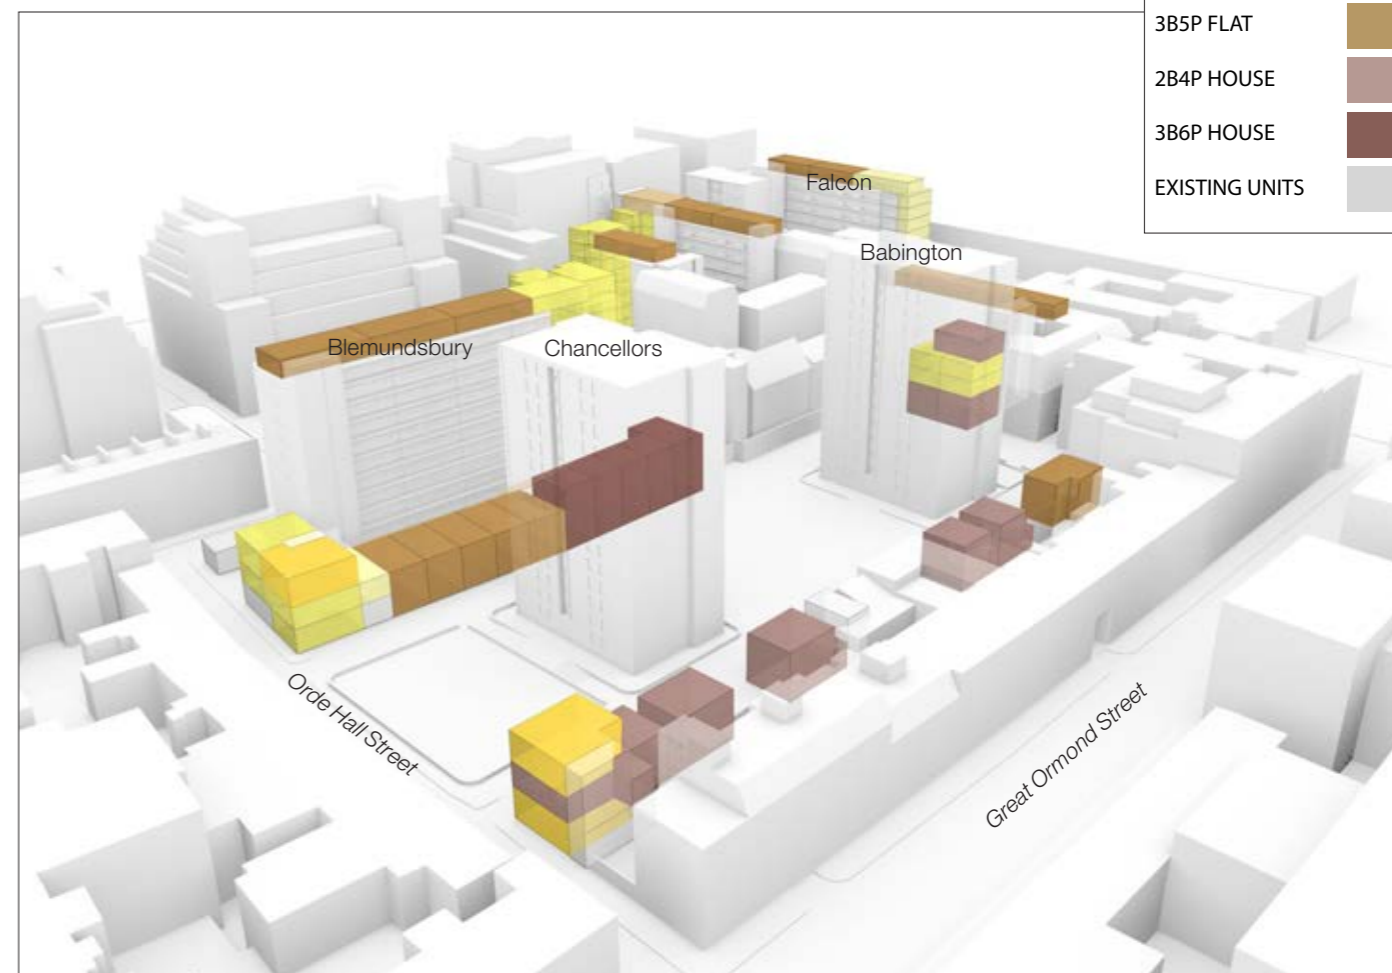 3B5P FLAT
2B4P HOUSE
3B6P HOUSE
EXISTING UNITS
Falcon
Babington
Blemundsbury
Chancellors
Orde Hall Street
Great Ormond Street